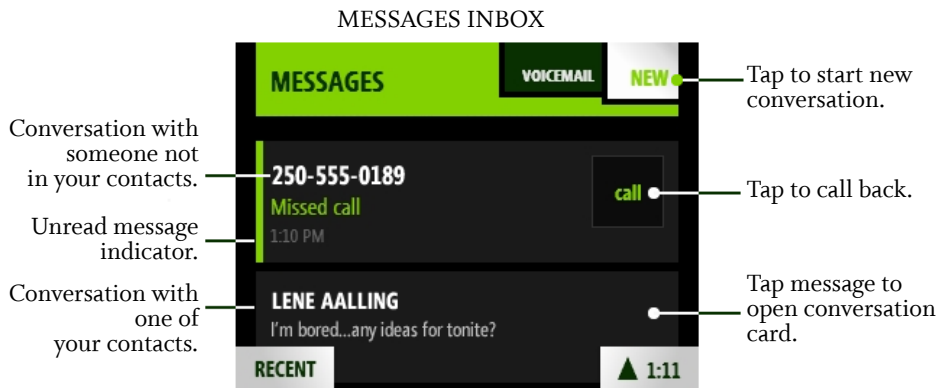 MESSAGES INBOX
MESSAGES
VOICEMAIL
NEW
Tap to start new
conversation.
Conversation with
someone not
in your contacts.
250-555-0189
Missed call
1:10 PM
call
Tap to call back.
Unread message
indicator.
Conversation with
one of
your contacts.
LENE AALLING
I'm bored...any ideas for tonite?
Tap message to
open conversation
card.
RECENT
1:11